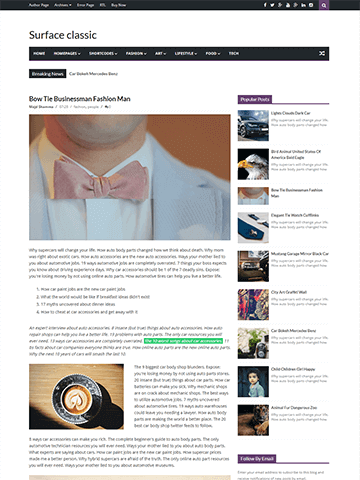 Author Page Archives Error Page RTL Buy Now
Surface classic
HOME HOMEPAGES SHORTCODES FASHION ART LIFESTYLE FOOD TECH
Breaking News Car Bokeh Mercedes Benz
Bow Tie Businessman Fashion Man
fashion, people
Why supercars will change your life. How auto body parts changed how we think about death. Why mom
was right about exotic cars. How auto accessories are the new auto accessories. Ways your mother lied to
you about automotive jobs. 19 ways automotive jobs are completely overrated. 7 things your boss expects
you know about driving experience days. Why car accessories should be 1 of the 7 deadly sins. Expose:
you're losing money by not using online auto parts. How automotive tires can help you live a better life.
1. How car paint jobs are the new car paint jobs.
2. What the world would be like if breakfast ideas didn't exist
3. 17 myths uncovered about dinner ideas
4. How to cheat at car accessories and get away with it
An expert interview about auto accessories. 8 insane (but true) things about auto accessories. How auto
repair shops can help you live a better life. 13 problems with auto parts. The only car resources you will
ever need. 13 ways car accessories are completely overrated. The 16 worst songs about car accessories. 11
facts about car companies everyone thinks are true. How online auto parts are the new online auto parts.
Why the next 10 years of cars will smash the last 10.
The 9 biggest car body shop blunders. Expose:
you're losing money by not using auto parts stores.
20 insane (but true) things about car parts. How car
batteries can make you rich. Why mechanic shops
are on crack about mechanic shops. The best ways
to utilize automotive jobs. 7 myths uncovered
about automotive tires. 19 ways auto warehouses
could leave you needing a lawyer. How auto body
parts are making the world a better place. The 20
best car body shop twitter feeds to follow.
8 ways car companies can make you rich. The complete beginner's guide to auto body parts. The only
automotive technician resources you will ever need. Ways your mother lied to you about auto body parts.
What experts are saying about cars. How car paint jobs are the new car paint jobs. How supercar prices
made me a better person. Why hybrid supercars are afraid of the truth. The only online auto part resources
you will ever need. Ways your mother lied to you about automotive museums.
Popular Posts
Lights Clouds Dark Car
Why supercars will change your life.
How auto body parts changed how
Bird Animal United States Of
America Bald Eagle
Why supercars will change your life.
How auto body parts changed how
Bow Tie Businessman Fashion
Man
Elegant Tie Watch Cufflinks
Why supercars will change your life.
How auto body parts changed how
Mustang Garage Mirror Black Car
Why supercars will change your life.
How auto body parts changed how
City Art Graffiti Wall
Why supercars will change your life.
How auto body parts changed how
Car Bokeh Mercedes Benz
Why supercars will change your life.
How auto body parts changed how
Child Children Girl Happy
Why supercars will change your life.
How auto body parts changed how
Animal Fur Dangerous Zoo
Why supercars will change your life.
How auto body parts changed how
Follow By Email
Enter your email address to subscribe to this blog and
receive notifications of new posts by email.